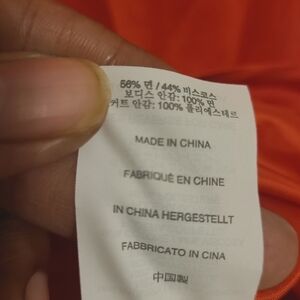 56% 면 / 44% 비스코스
보디스 안감: 100% 면
커트 안감: 100% 폴리에스테르
MADE IN CHINA
FABRIQUÉ EN CHINE
IN CHINA HERGESTELLT
FABBRICATO IN CINA
中国製